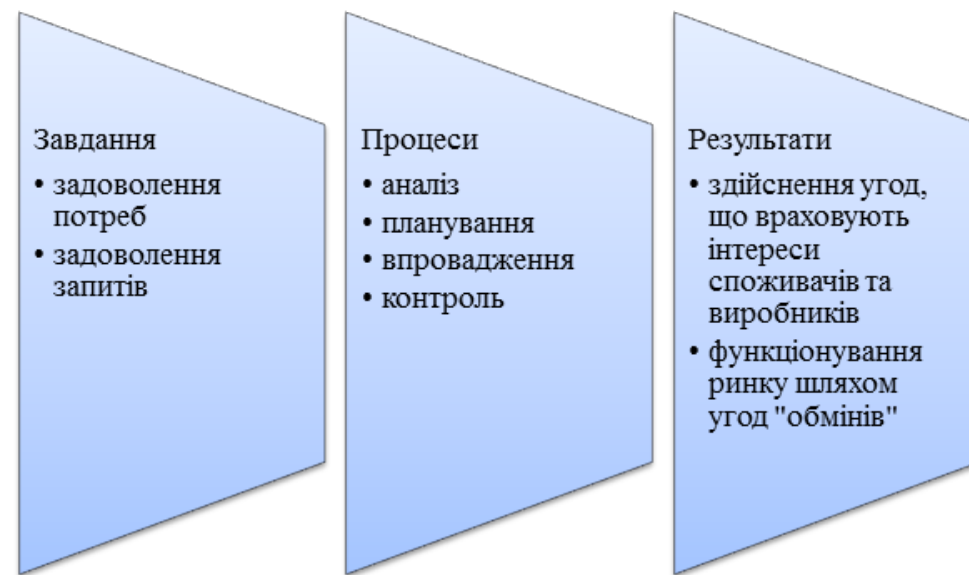 Завдання
• задоволення
потреб
• задоволення
запитів
Процеси
• аналіз
• планування
• впровадження
• контроль
Результати
• здійснення угод,
що враховують
інтереси
споживачів та
виробників
• функціонування
ринку шляхом
угод "обмінів"